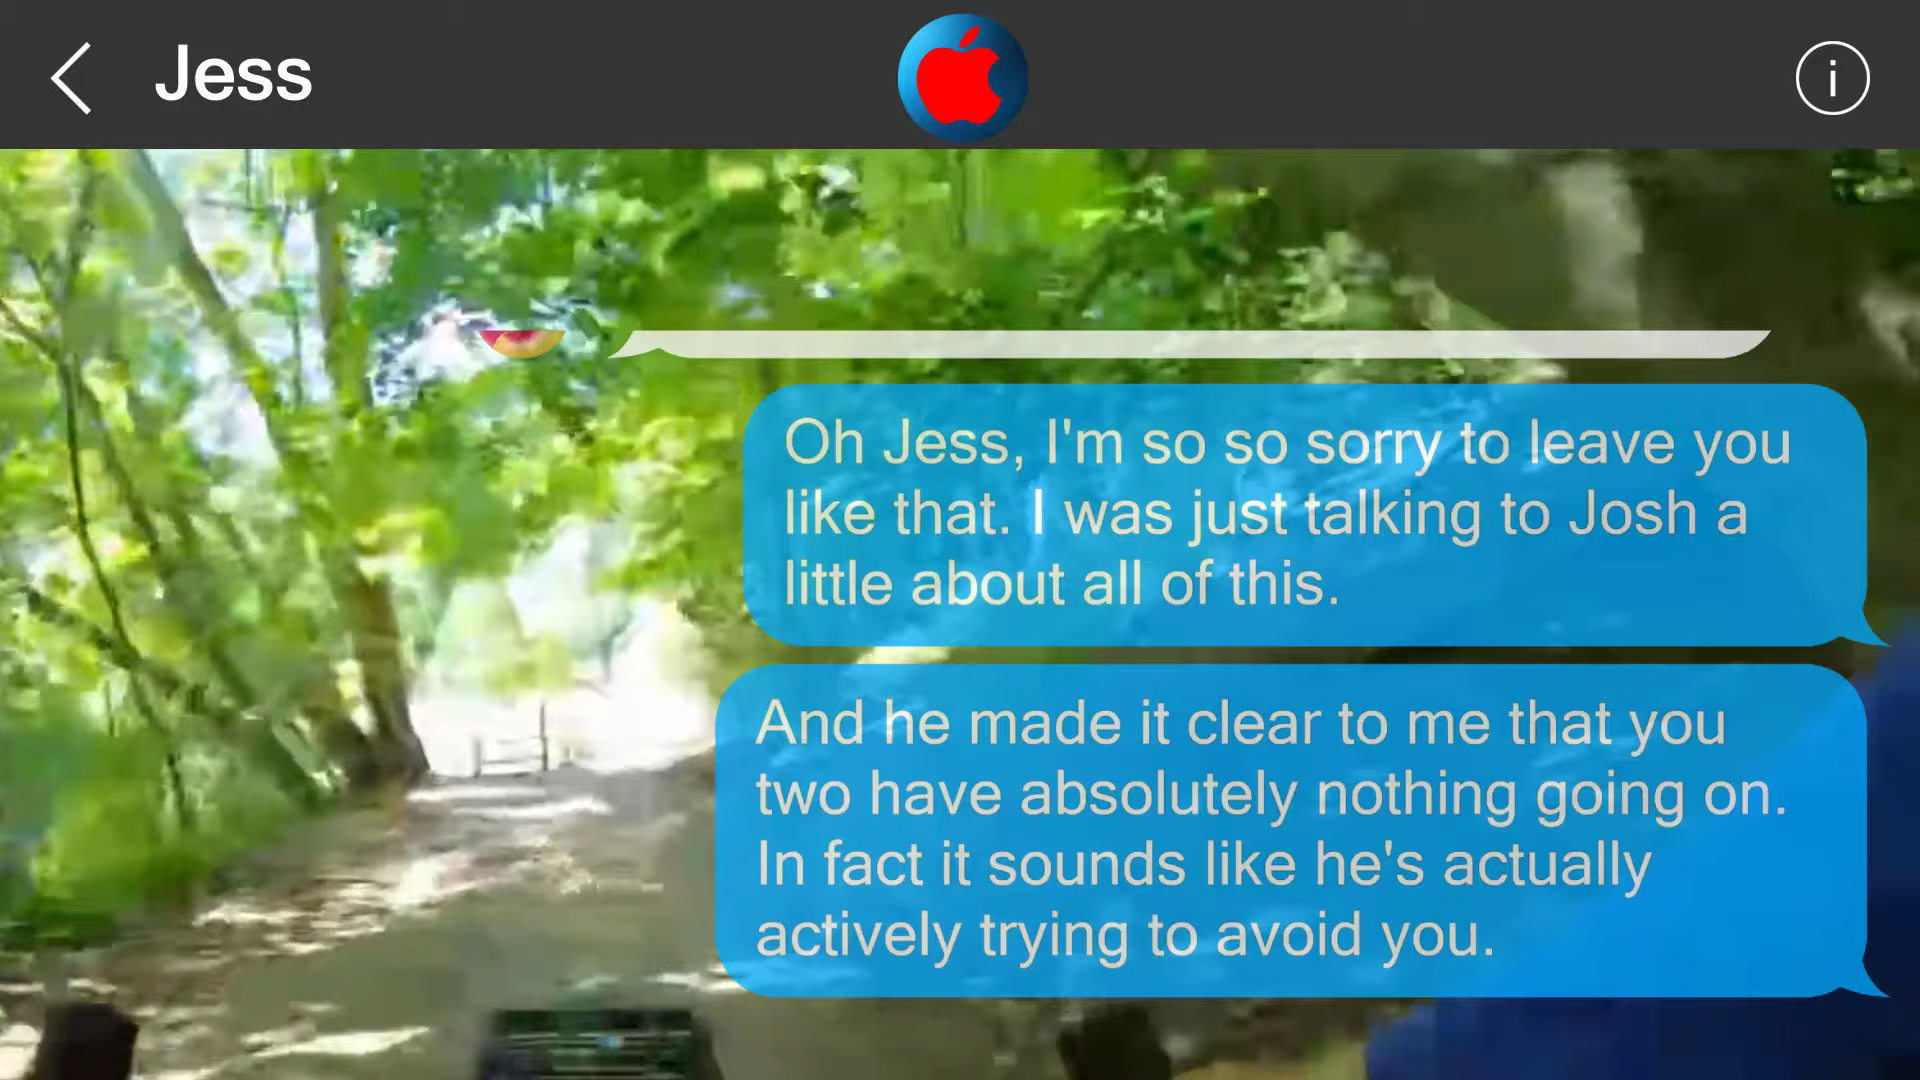 Jess
i
Oh Jess, I'm so so sorry to leave you
like that. I was just talking to Josh a
little about all of this.
And he made it clear to me that you
two have absolutely nothing going on.
In fact it sounds like he's actually
actively trying to avoid you.